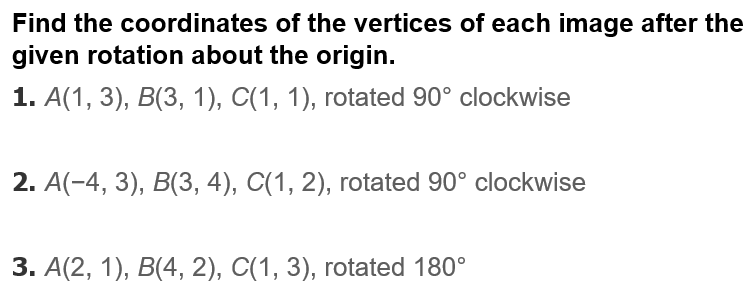 Find the coordinates of the vertices of each image after the
given rotation about the origin.
1. A(1, 3), B(3, 1), C(1, 1), rotated 90° clockwise
2. A(−4, 3), B(3, 4), C(1, 2), rotated 90° clockwise
3. A(2, 1), B(4, 2), C(1, 3), rotated 180°